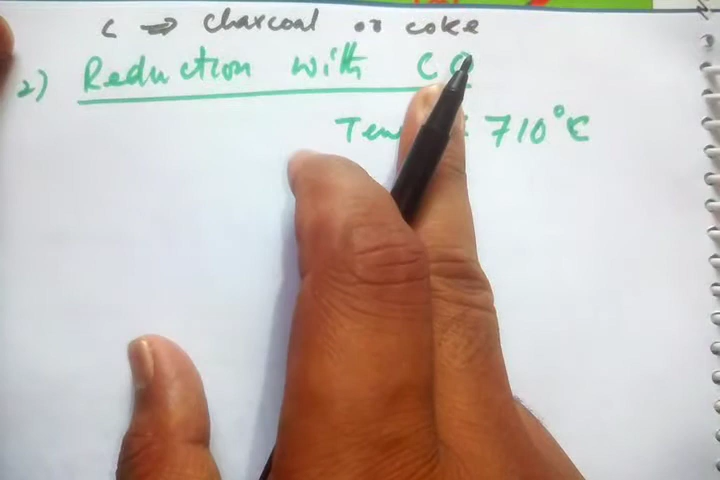 C ⇒ charcoal or coke
2) Reduction with CO
710°C